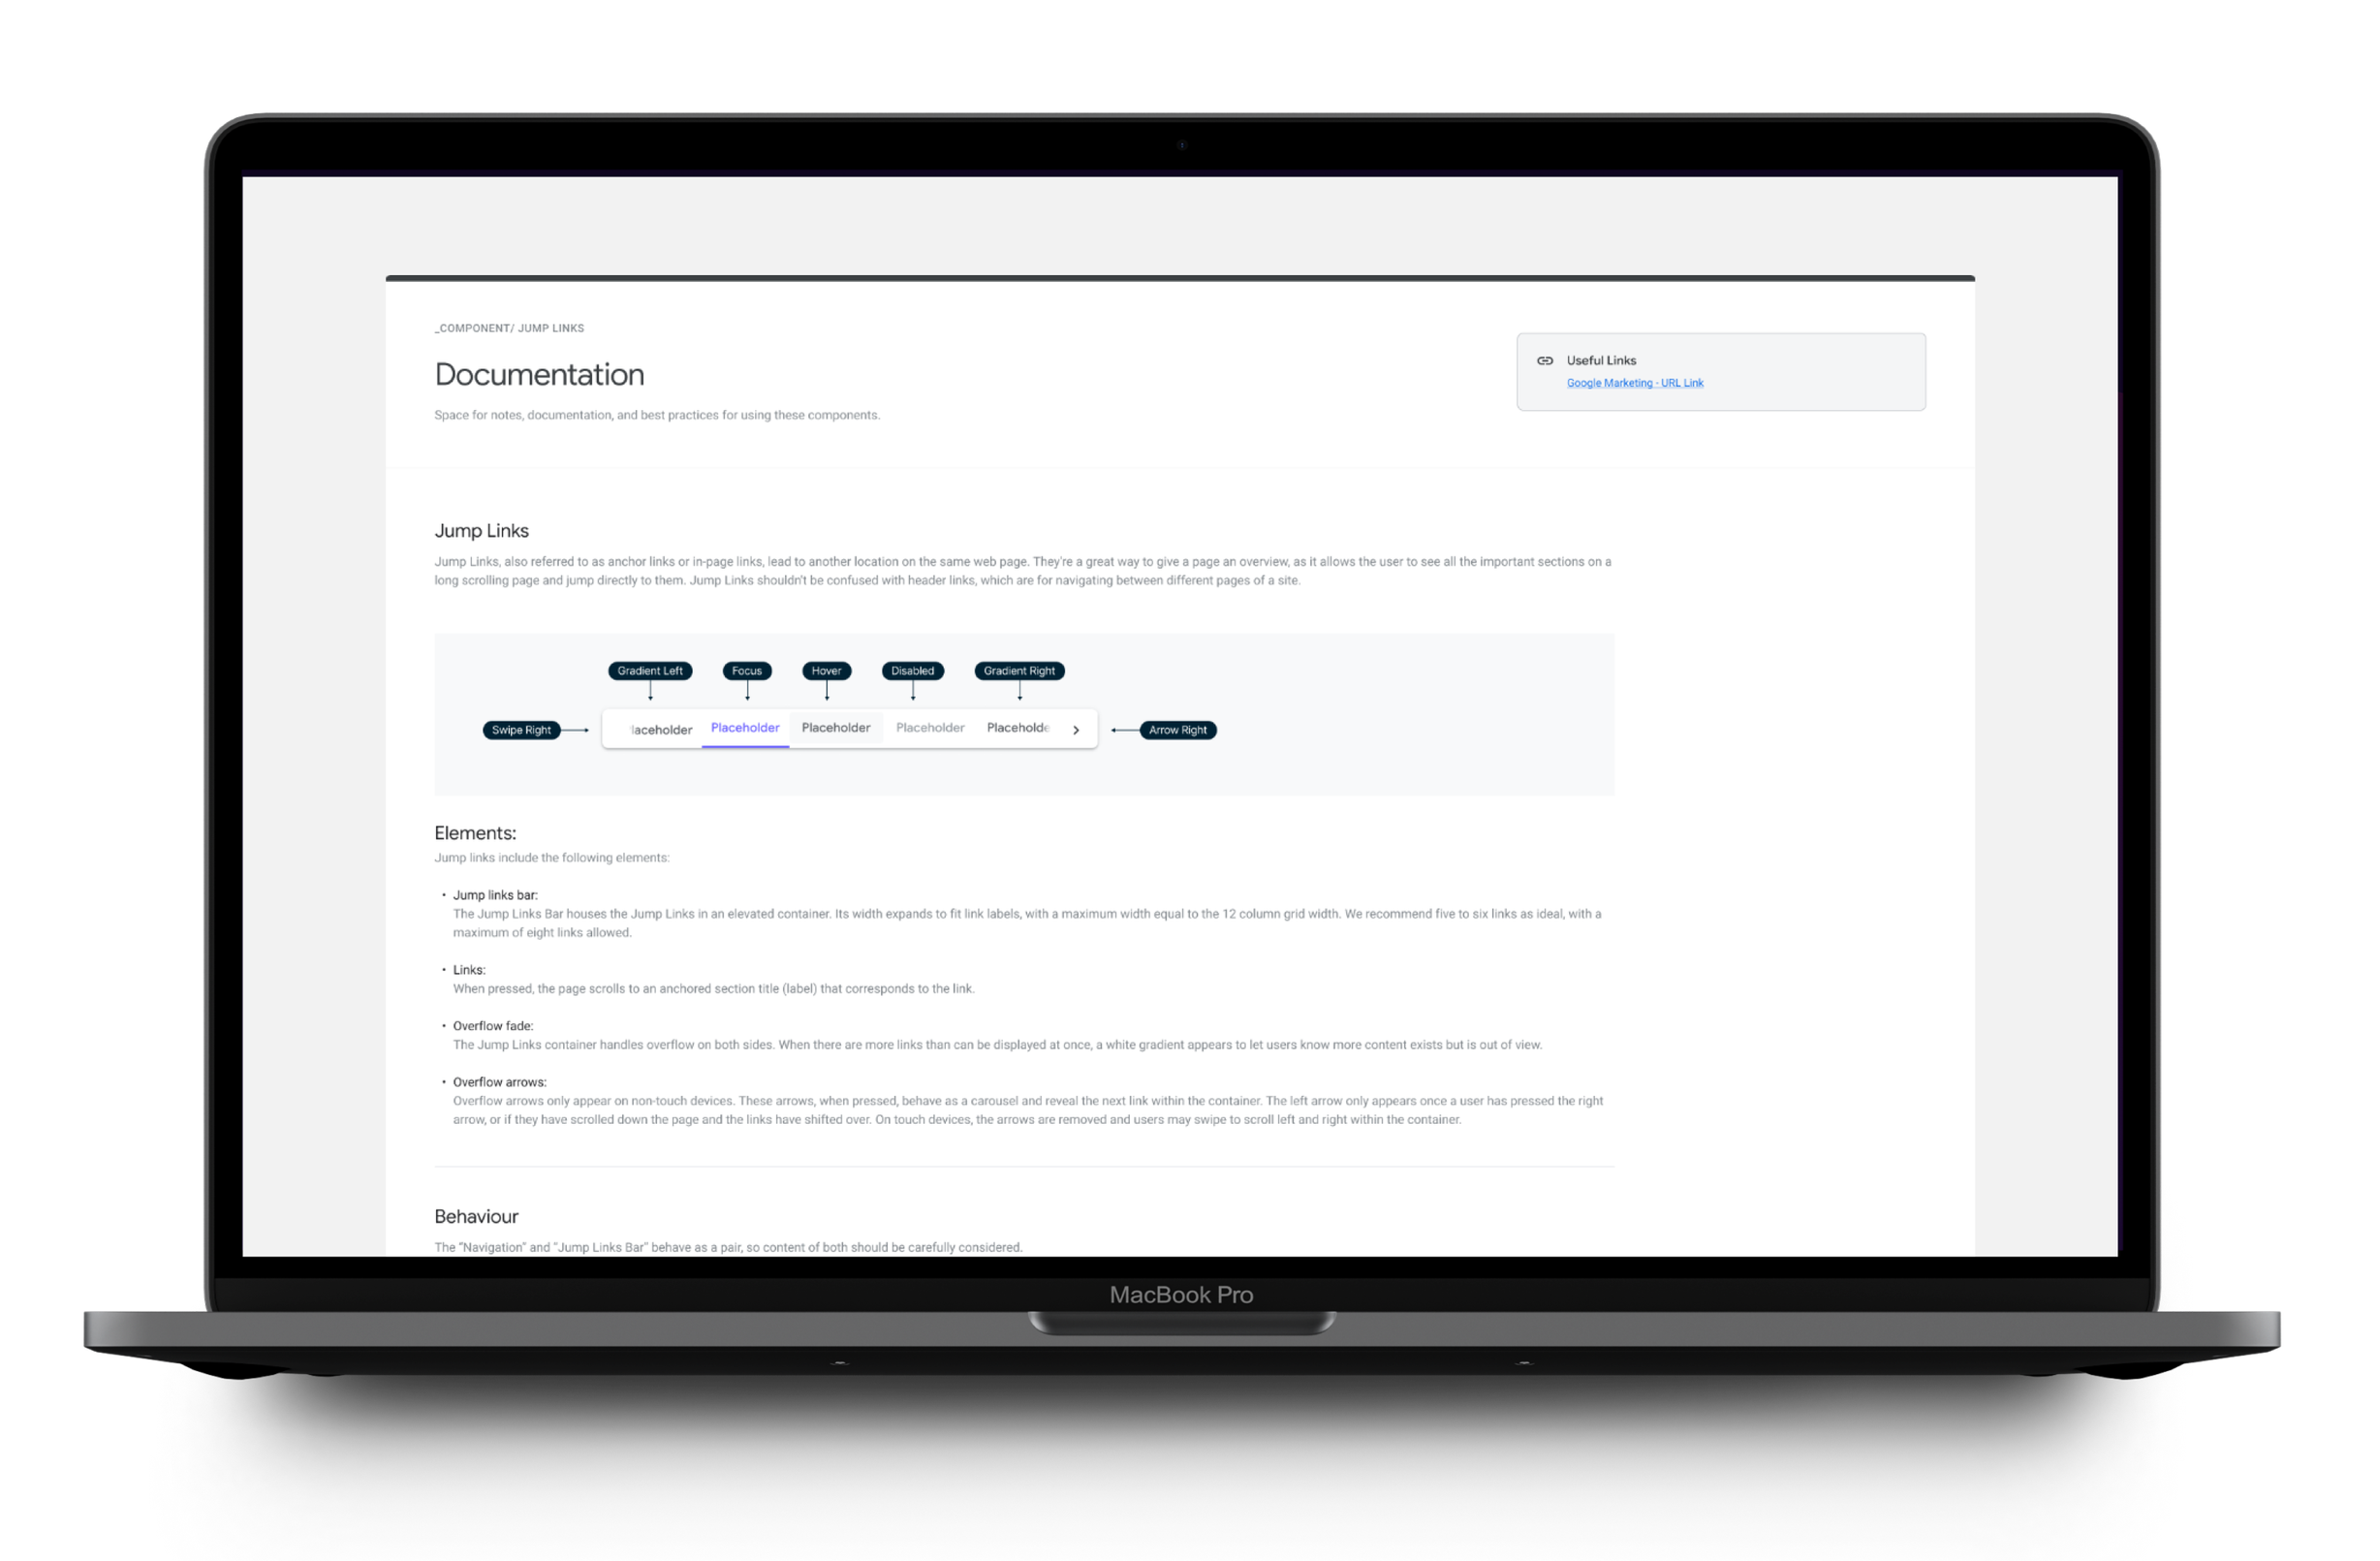 _COMPONENT/ JUMP LINKS
Documentation
Space for notes, documentation, and best practices for using these components.
Useful Links
Google Marketing - URL Link
Jump Links
Jump Links, also referred to as anchor links or in-page links, lead to another location on the same web page. They're a great way to give a page an overview, as it allows the user to see all the important sections on a
long scrolling page and jump directly to them. Jump Links shouldn't be confused with header links, which are for navigating between different pages of a site.
Gradient Left Focus Hover Disabled Gradient Right
Swipe Right laceholder Placeholder Placeholder Placeholder Placeholde Arrow Right
Elements:
Jump links include the following elements:
• Jump links bar:
The Jump Links Bar houses the Jump Links in an elevated container. Its width expands to fit link labels, with a maximum width equal to the 12 column grid width. We recommend five to six links as ideal, with a
maximum of eight links allowed.
• Links:
When pressed, the page scrolls to an anchored section title (label) that corresponds to the link.
• Overflow fade:
The Jump Links container handles overflow on both sides. When there are more links than can be displayed at once, a white gradient appears to let users know more content exists but is out of view.
• Overflow arrows:
Overflow arrows only appear on non-touch devices. These arrows, when pressed, behave as a carousel and reveal the next link within the container. The left arrow only appears once a user has pressed the right
arrow, or if they have scrolled down the page and the links have shifted over. On touch devices, the arrows are removed and users may swipe to scroll left and right within the container.
Behaviour
The "Navigation" and "Jump Links Bar" behave as a pair, so content of both should be carefully considered.
MacBook Pro